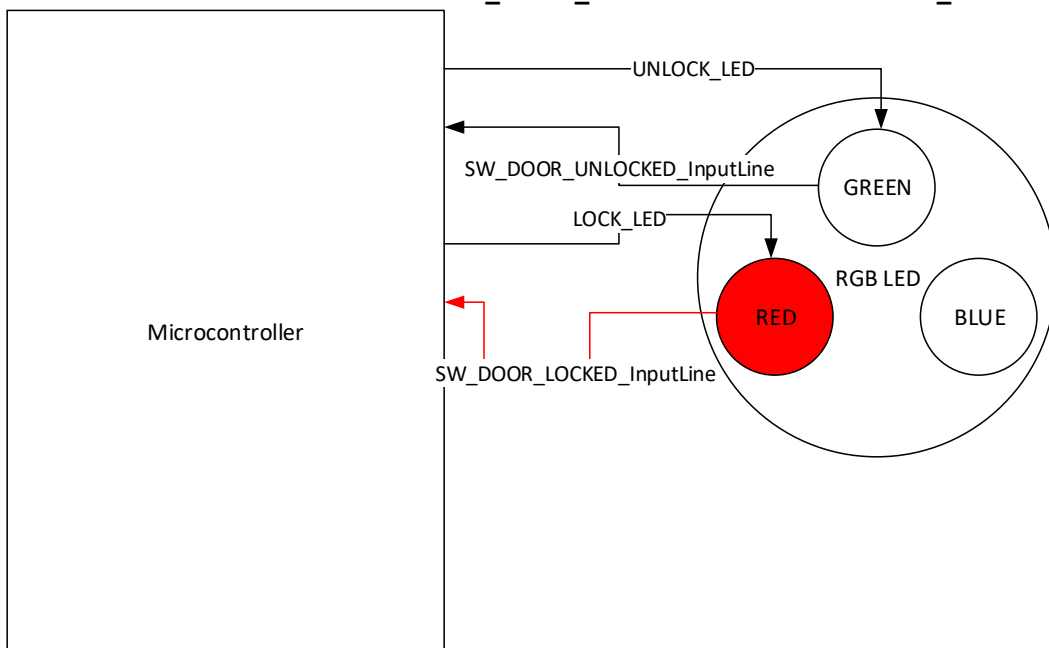 UNLOCK_LED
SW_DOOR_UNLOCKED_InputLine
GREEN
LOCK_LED
RGB LED
RED
BLUE
Microcontroller
SW_DOOR_LOCKED_InputLine